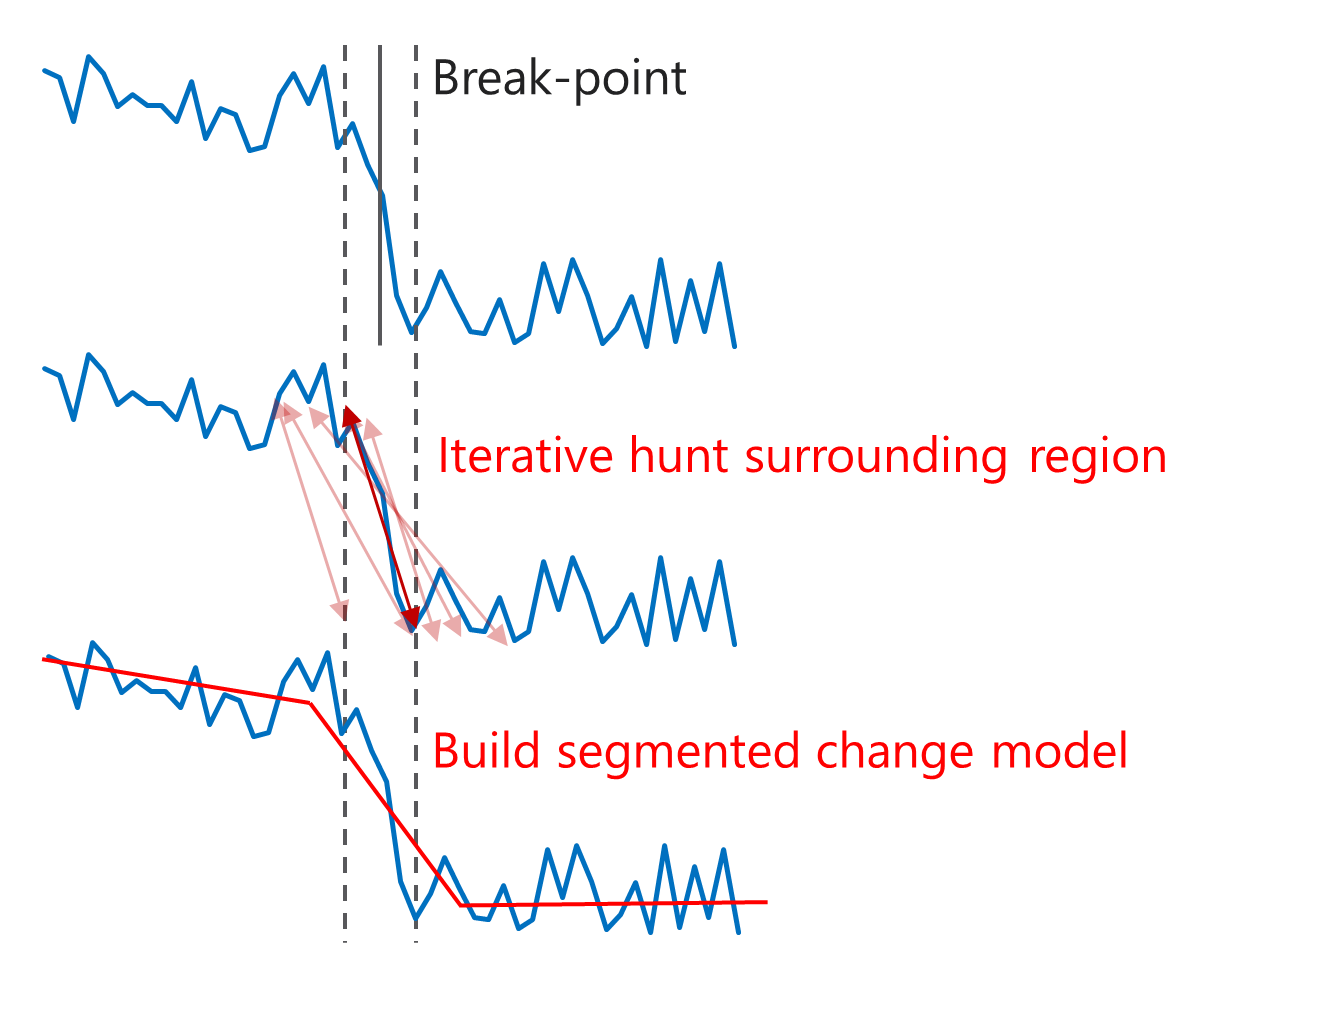 Break-point
Iterative hunt surrounding region
Build segmented change model